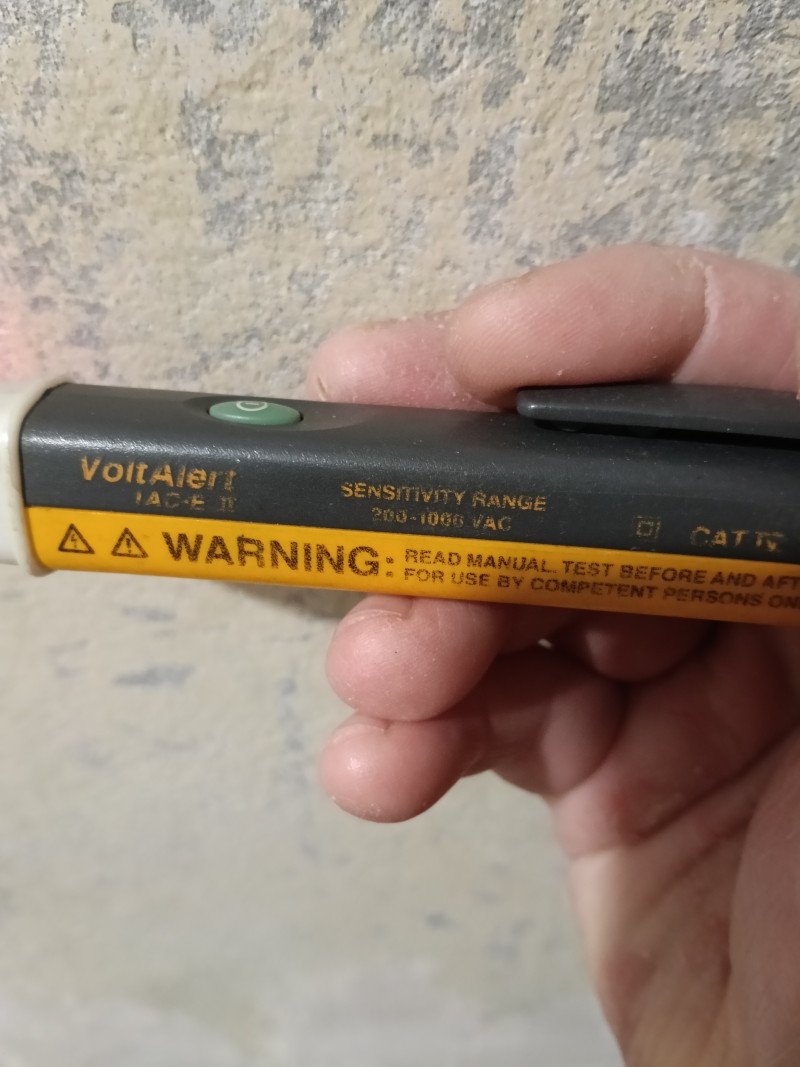 VoltAlert
1AC-E II
SENSITIVITY RANGE
200-1000 VAC
CAT IV
WARNING:
READ MANUAL. TEST BEFORE AND AFT
FOR USE BY COMPETENT PERSONS ON